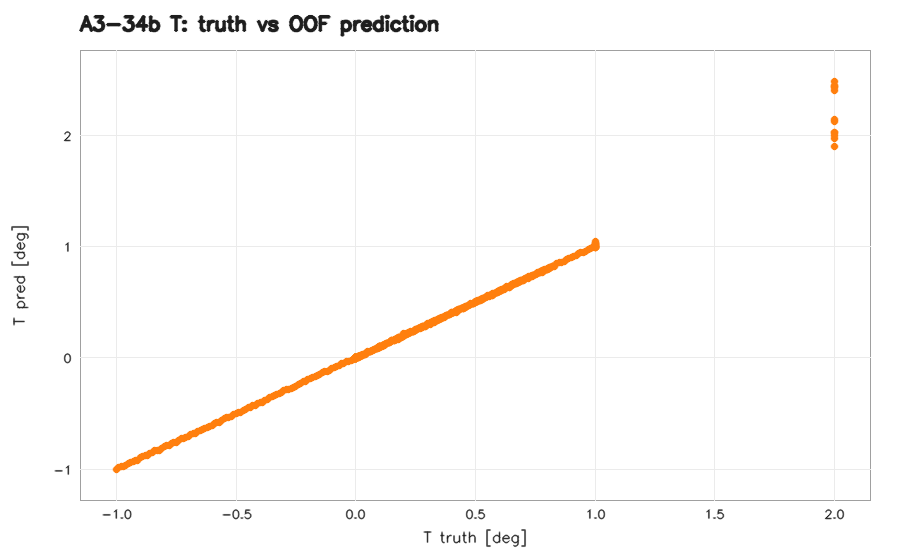 A3-34b T: truth vs OOF prediction
2
1
0
-1
T pred [deg]
-1.0 -0.5 0.0 0.5 1.0 1.5 2.0
T truth [deg]